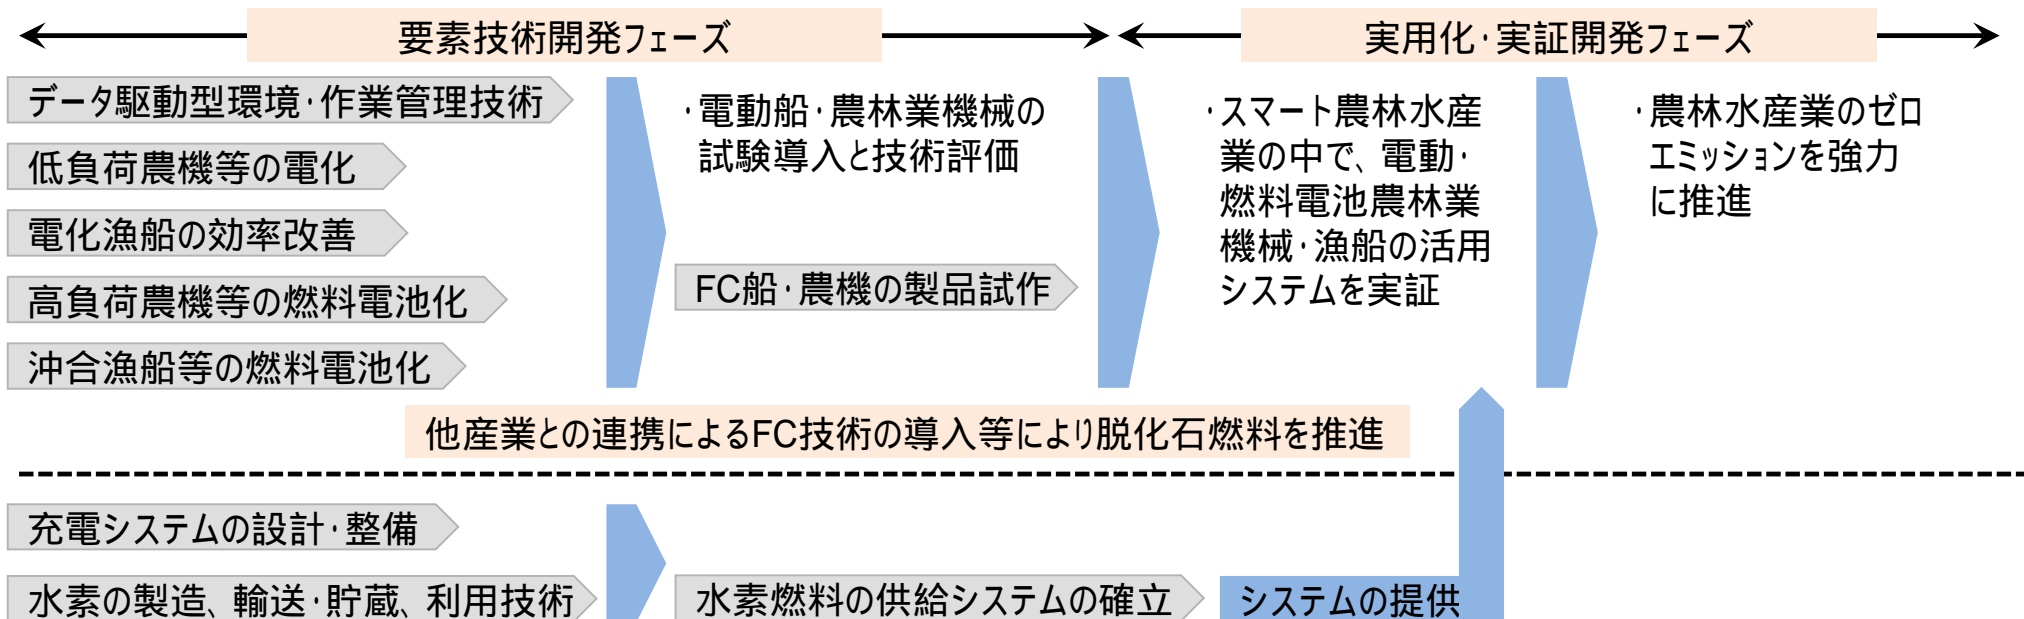 要素技術開発フェーズ
実用化・実証開発フェーズ
データ駆動型環境・作業管理技術
低負荷農機等の電化
電化漁船の効率改善
高負荷農機等の燃料電池化
沖合漁船等の燃料電池化
・電動船・農林業機械の
試験導入と技術評価
FC船・農機の製品試作
・スマート農林水産
業の中で、電動・
燃料電池農林業
機械・漁船の活用
システムを実証
・農林水産業のゼロ
エミッションを強力
に推進
他産業との連携によるFC技術の導入等により脱化石燃料を推進
充電システムの設計・整備
水素の製造、輸送・貯蔵、利用技術
水素燃料の供給システムの確立
システムの提供